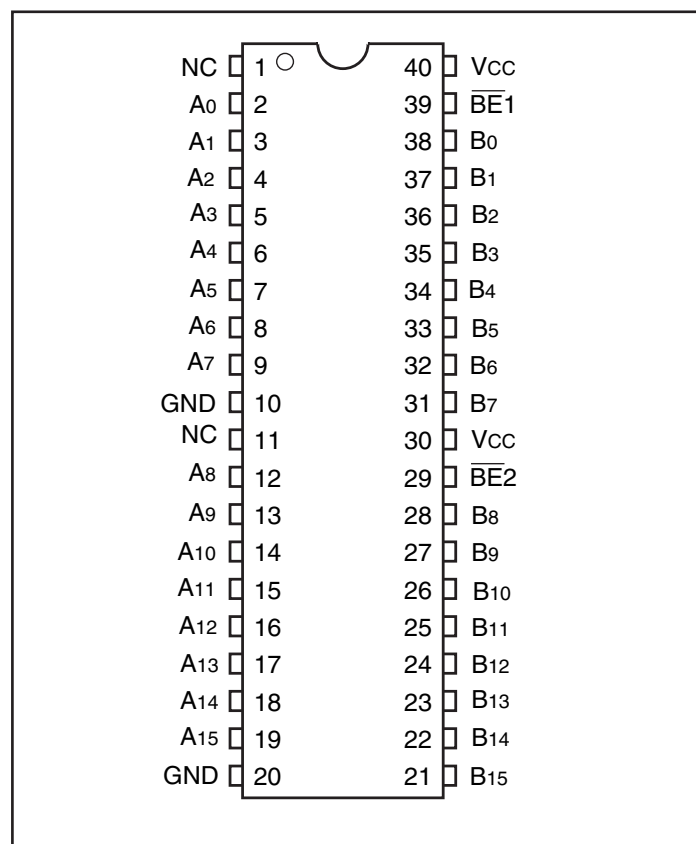 NC 1 40 VCC
A0 2 39 B̅E̅1
A1 3 38 B0
A2 4 37 B1
A3 5 36 B2
A4 6 35 B3
A5 7 34 B4
A6 8 33 B5
A7 9 32 B6
GND 10 31 B7
NC 11 30 VCC
A8 12 29 B̅E̅2
A9 13 28 B8
A10 14 27 B9
A11 15 26 B10
A12 16 25 B11
A13 17 24 B12
A14 18 23 B13
A15 19 22 B14
GND 20 21 B15